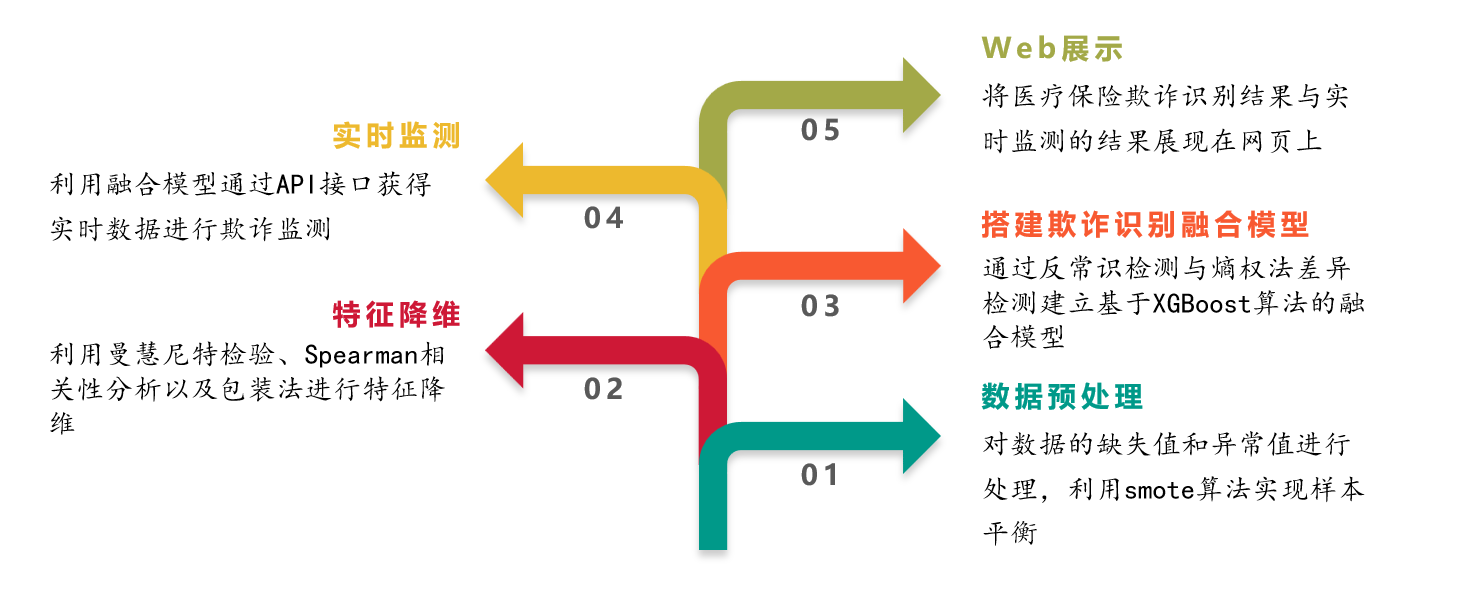 Web展示
将医疗保险欺诈识别结果与实
时监测的结果展现在网页上
05
实时监测
利用融合模型通过API接口获得
实时数据进行欺诈监测
04
搭建欺诈识别融合模型
通过反常识检测与熵权法差异
检测建立基于XGBoost算法的融
合模型
03
特征降维
利用曼慧尼特检验、Spearman相
关性分析以及包装法进行特征降
维
02
数据预处理
对数据的缺失值和异常值进行
处理，利用smote算法实现样本
平衡
01